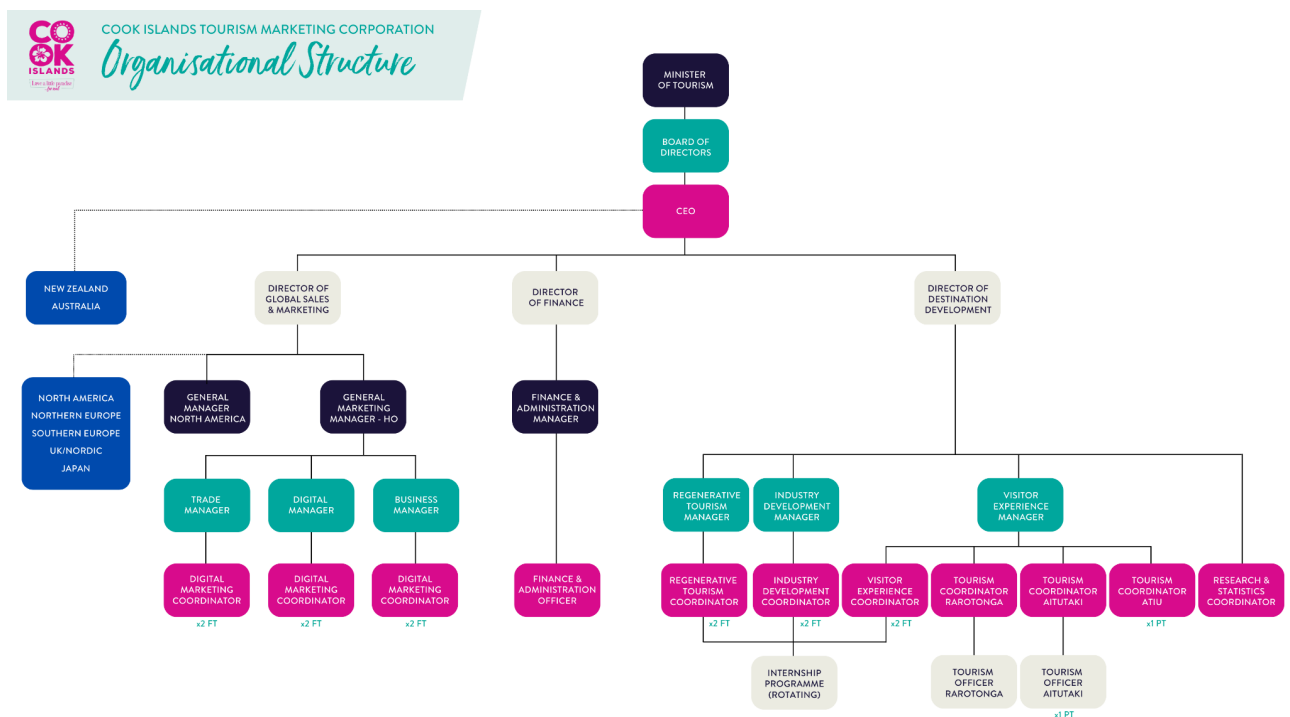 COOK
ISLANDS
Love a little paradise
COOK ISLANDS TOURISM MARKETING CORPORATION
Organisational Structure
MINISTER
OF TOURISM
BOARD OF
DIRECTORS
CEO
NEW ZEALAND
AUSTRALIA
DIRECTOR OF
GLOBAL SALES
& MARKETING
DIRECTOR
OF FINANCE
DIRECTOR OF
DESTINATION
DEVELOPMENT
NORTH AMERICA
NORTHERN EUROPE
SOUTHERN EUROPE
UK/NORDIC
JAPAN
GENERAL
MANAGER
NORTH AMERICA
GENERAL
MARKETING
MANAGER - HO
FINANCE &
ADMINISTRATION
MANAGER
TRADE
MANAGER
DIGITAL
MANAGER
BUSINESS
MANAGER
REGENERATIVE
TOURISM
MANAGER
INDUSTRY
DEVELOPMENT
MANAGER
VISITOR
EXPERIENCE
MANAGER
DIGITAL
MARKETING
COORDINATOR
x2 FT
DIGITAL
MARKETING
COORDINATOR
x2 FT
DIGITAL
MARKETING
COORDINATOR
x2 FT
FINANCE &
ADMINISTRATION
OFFICER
REGENERATIVE
TOURISM
COORDINATOR
x2 FT
INDUSTRY
DEVELOPMENT
COORDINATOR
x2 FT
VISITOR
EXPERIENCE
COORDINATOR
x2 FT
TOURISM
COORDINATOR
RAROTONGA
TOURISM
COORDINATOR
AITUTAKI
TOURISM
COORDINATOR
ATIU
x1 PT
RESEARCH &
STATISTICS
COORDINATOR
INTERNSHIP
PROGRAMME
(ROTATING)
TOURISM
OFFICER
RAROTONGA
TOURISM
OFFICER
AITUTAKI
x1 PT